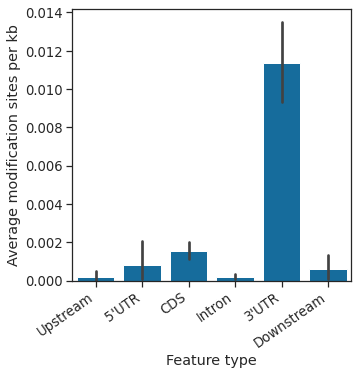 Average modification sites per kb
0.014
0.012
0.010
0.008
0.006
0.004
0.002
0.000
Upstream
5'UTR
CDS
Intron
3'UTR
Downstream
Feature type